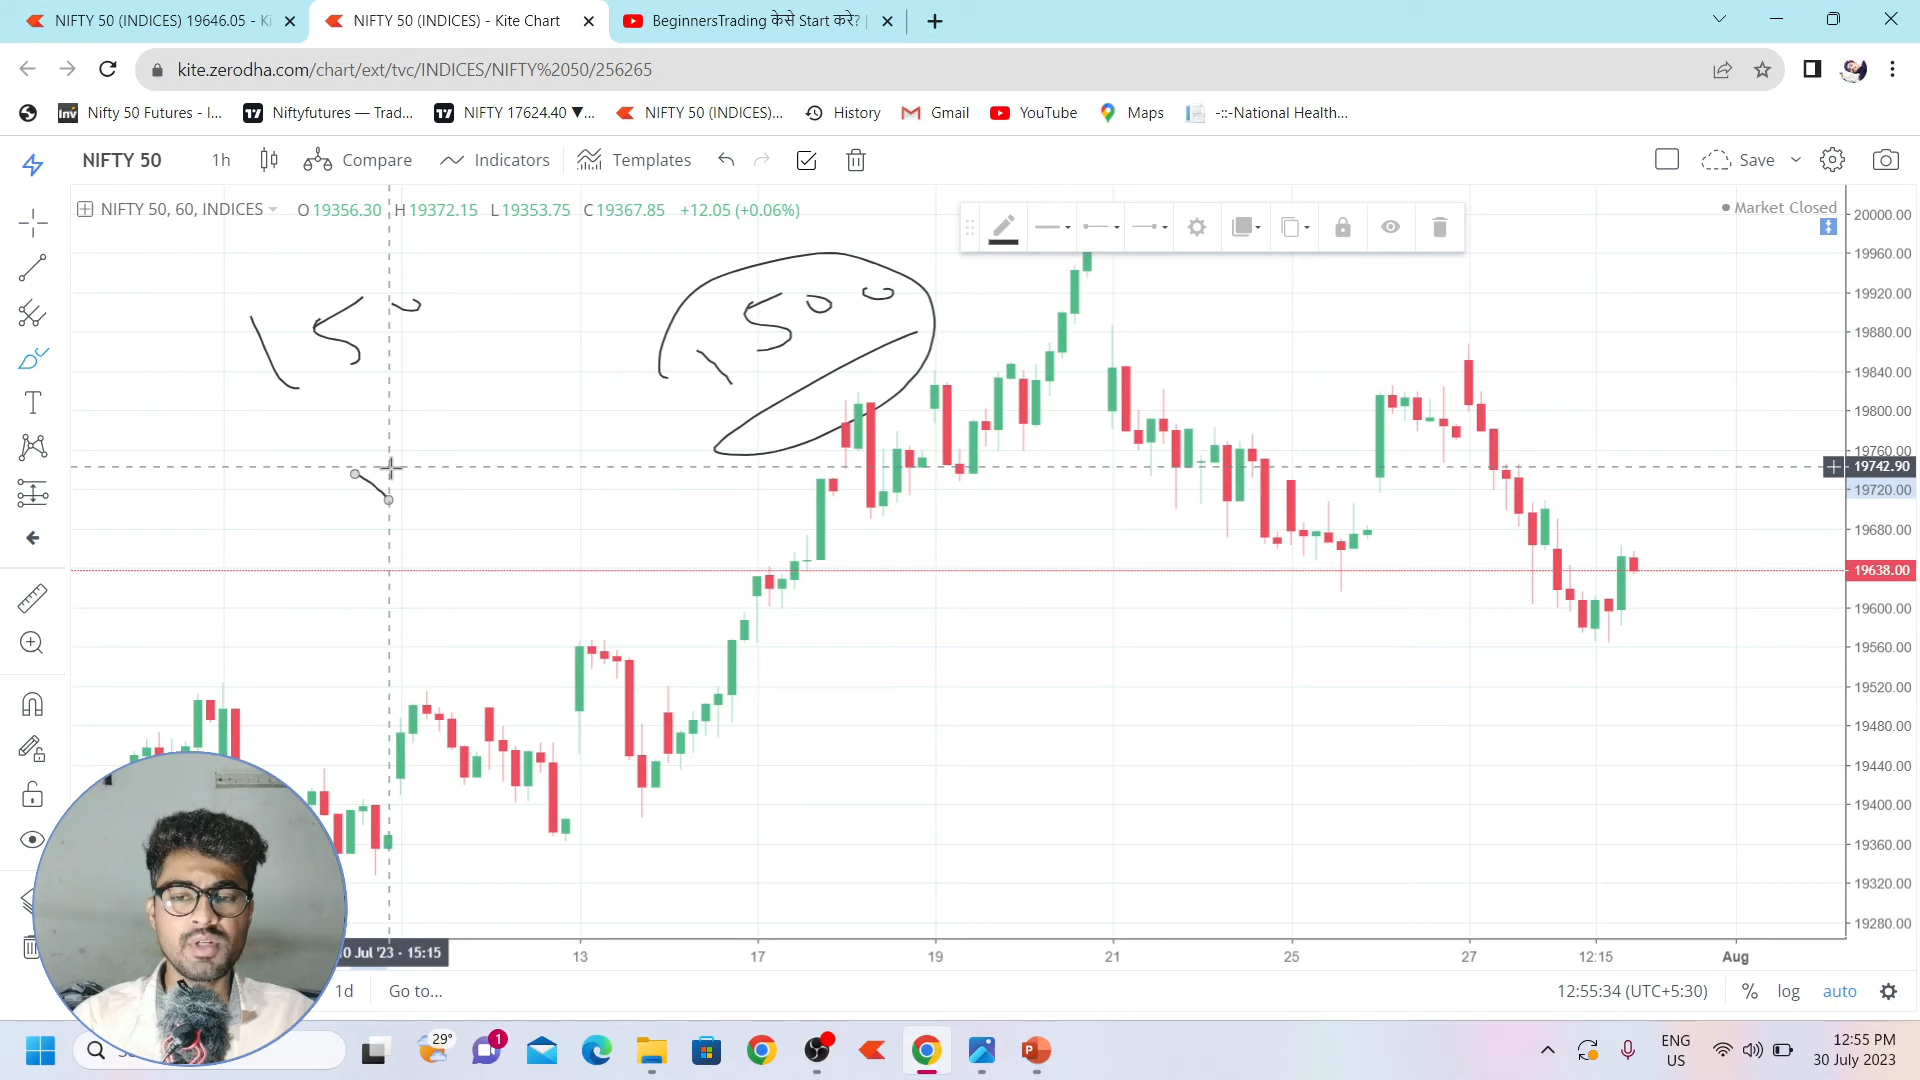 NIFTY 50 (INDICES) 19646.05 - Ki
NIFTY 50 (INDICES) - Kite Chart
BeginnersTrading केसे Start करे? |
kite.zerodha.com/chart/ext/tvc/INDICES/NIFTY%2050/256265
Inv Nifty 50 Futures - I...
Niftyfutures — Trad...
NIFTY 17624.40 ▼...
NIFTY 50 (INDICES)...
History
Gmail
YouTube
Maps
-::-National Health...
NIFTY 50 1h Compare Indicators Templates Save
NIFTY 50, 60, INDICES O 19356.30 H 19372.15 L 19353.75 C 19367.85 +12.05 (+0.06%)
Market Closed
150
1500
20000.00
19960.00
19920.00
19880.00
19840.00
19800.00
19760.00
19742.90
19720.00
19680.00
19638.00
19600.00
19560.00
19520.00
19480.00
19440.00
19400.00
19360.00
19320.00
19280.00
0 Jul '23 - 15:15
13 17 19 21 25 27 12:15 Aug
1d Go to...
12:55:34 (UTC+5:30) % log auto
29°
1
ENG
US
12:55 PM
30 July 2023